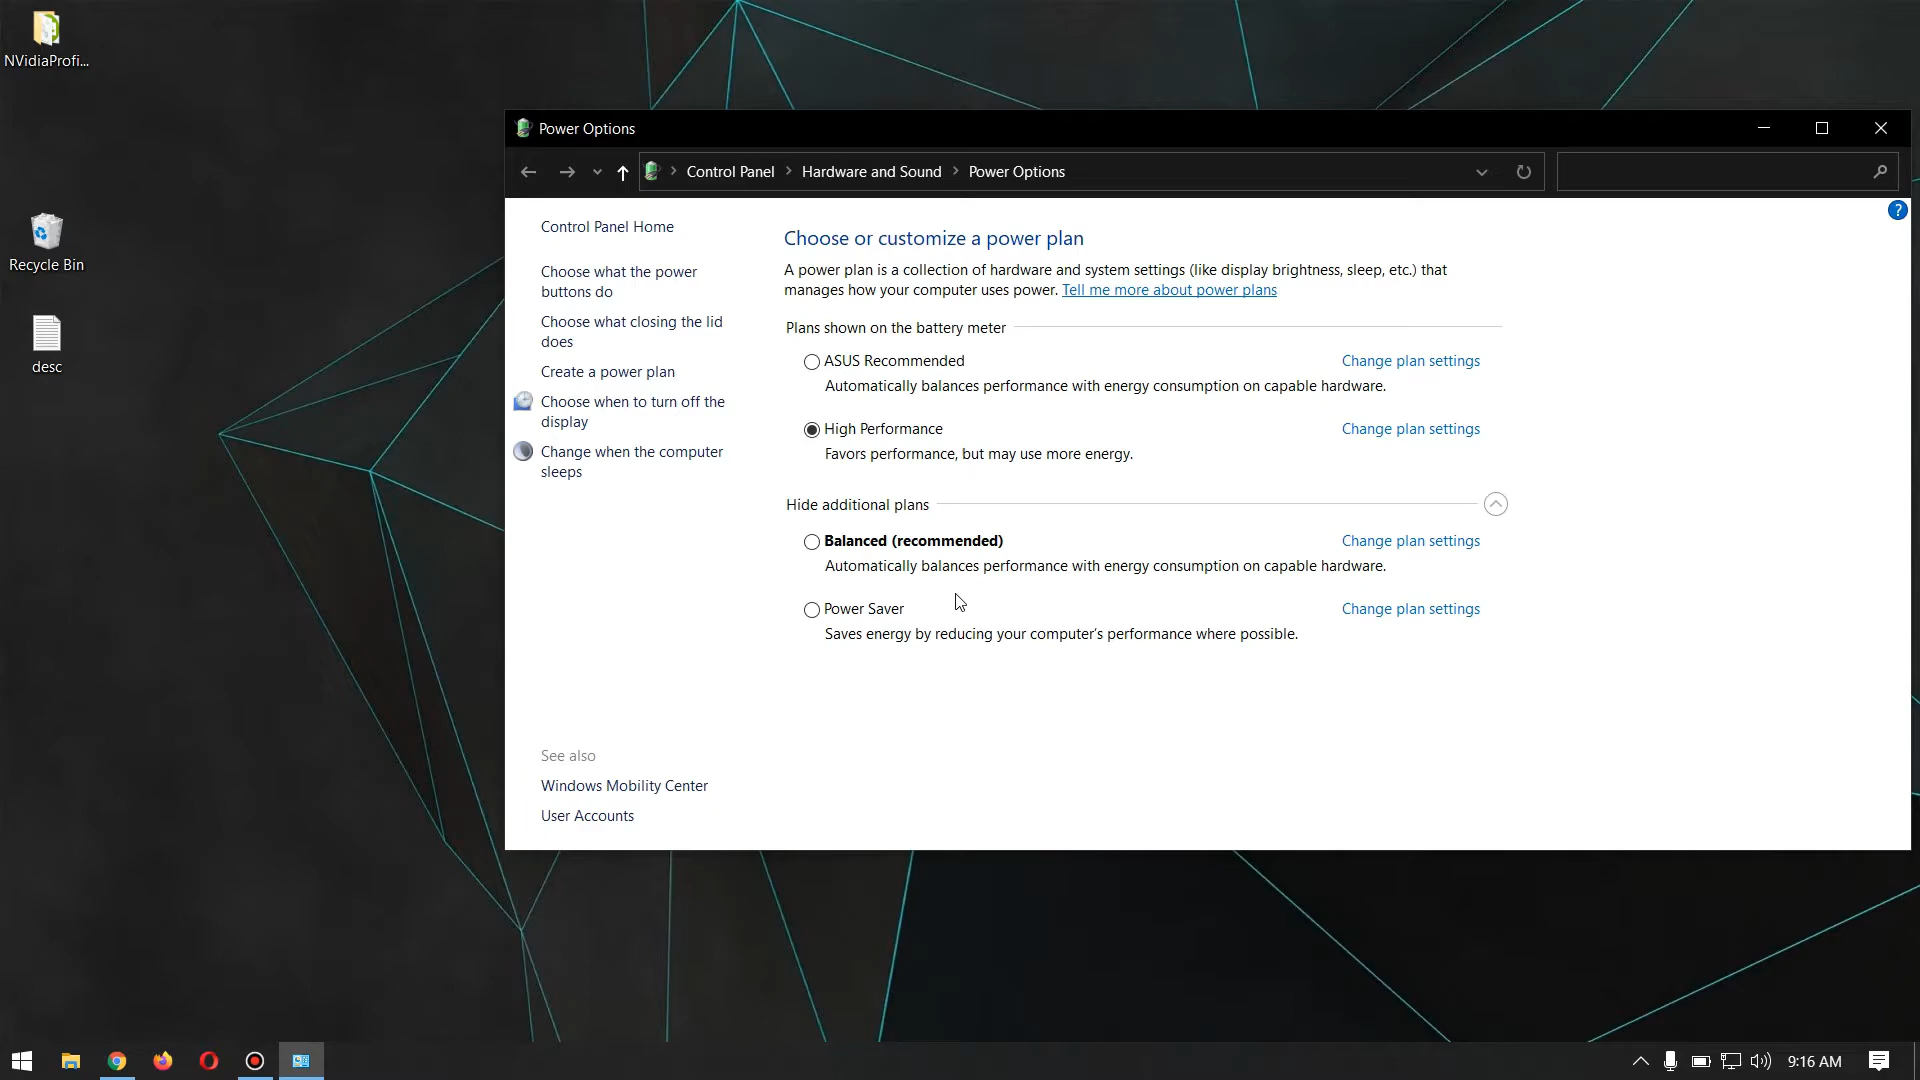 NVidiaProfi...
Recycle Bin
desc
Power Options
Control Panel > Hardware and Sound > Power Options
?
Control Panel Home
Choose what the power
buttons do
Choose what closing the lid
does
Create a power plan
Choose when to turn off the
display
Change when the computer
sleeps
See also
Windows Mobility Center
User Accounts
Choose or customize a power plan
A power plan is a collection of hardware and system settings (like display brightness, sleep, etc.) that
manages how your computer uses power. Tell me more about power plans
Plans shown on the battery meter
ASUS Recommended Change plan settings
Automatically balances performance with energy consumption on capable hardware.
High Performance Change plan settings
Favors performance, but may use more energy.
Hide additional plans
Balanced (recommended) Change plan settings
Automatically balances performance with energy consumption on capable hardware.
Power Saver Change plan settings
Saves energy by reducing your computer's performance where possible.
9:16 AM